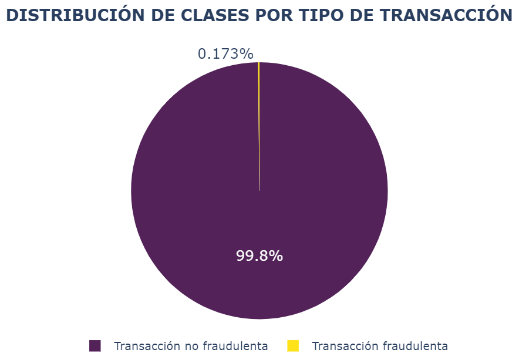 DISTRIBUCIÓN DE CLASES POR TIPO DE TRANSACCIÓN
0.173%
99.8%
Transacción no fraudulenta
Transacción fraudulenta